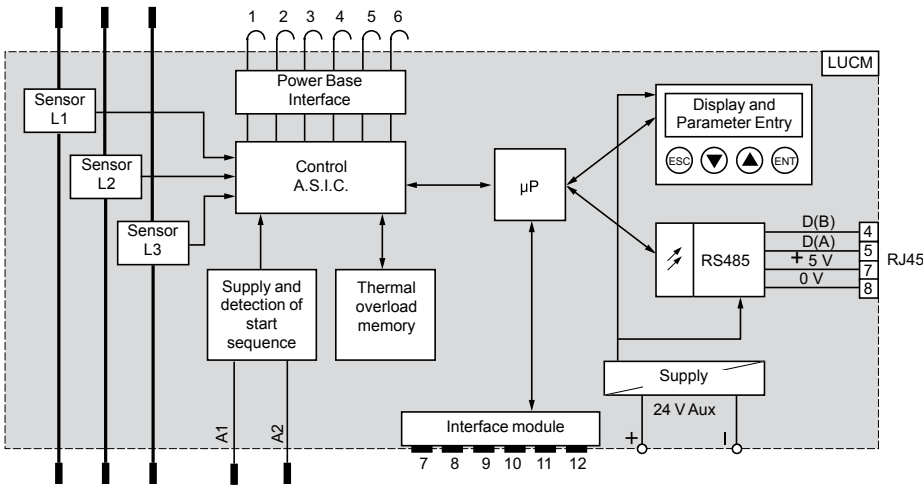 1 2 3 4 5 6
LUCM
Power Base
Interface
Sensor
L1
Display and
Parameter Entry
ESC
ENT
Control
A.S.I.C.
Sensor
L2
µP
Sensor
L3
D(B)
4
D(A)
5
+ 5 V
7
0 V
8
RJ45
RS485
Supply and
detection of
start
sequence
Thermal
overload
memory
Supply
24 V Aux
A1
A2
Interface module
+
–
7 8 9 10 11 12